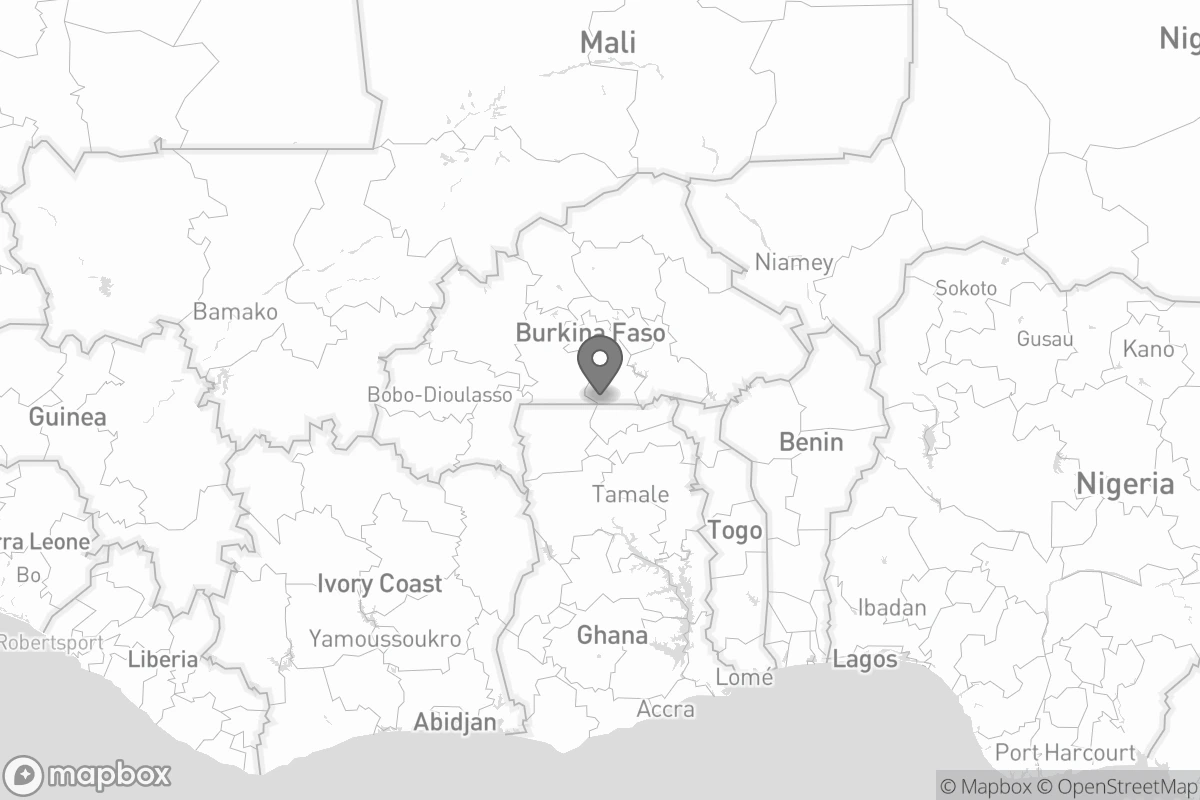 Mali
Nig
Niamey
Sokoto
Bamako
Burkina Faso
Gusau
Kano
Bobo-Dioulasso
Guinea
Benin
Nigeria
Tamale
Togo
rra Leone
Bo
Ivory Coast
Ibadan
Ghana
Yamoussoukro
Robertsport
Liberia
Lagos
Lomé
Accra
Abidjan
Port Harcourt
mapbox
© Mapbox © OpenStreetMap